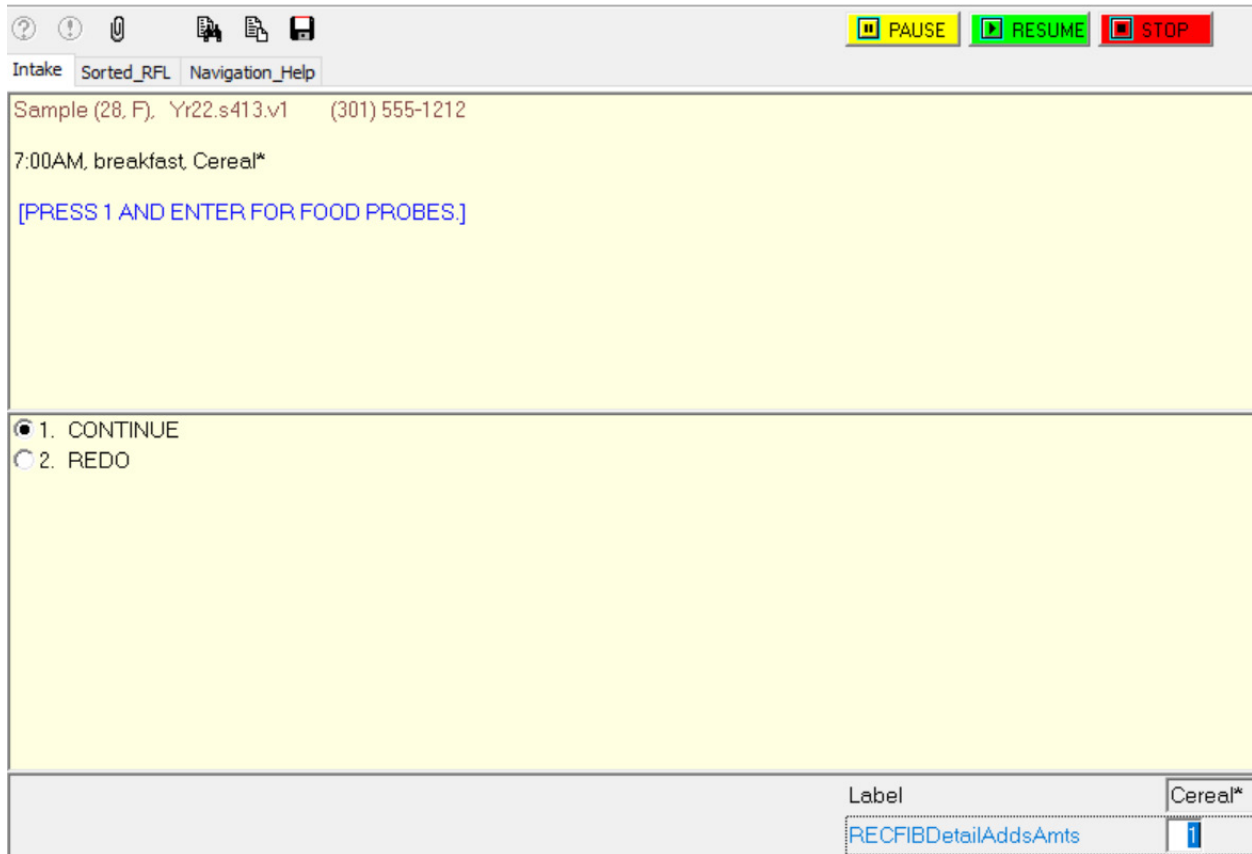 PAUSE RESUME STOP
Intake Sorted_RFL Navigation_Help
Sample (28, F), Yr22.s413.v1 (301) 555-1212
7:00AM, breakfast, Cereal*
[PRESS 1 AND ENTER FOR FOOD PROBES.]
1. CONTINUE
2. REDO
Label Cereal*
RECFIBDetailAddsAmts 1